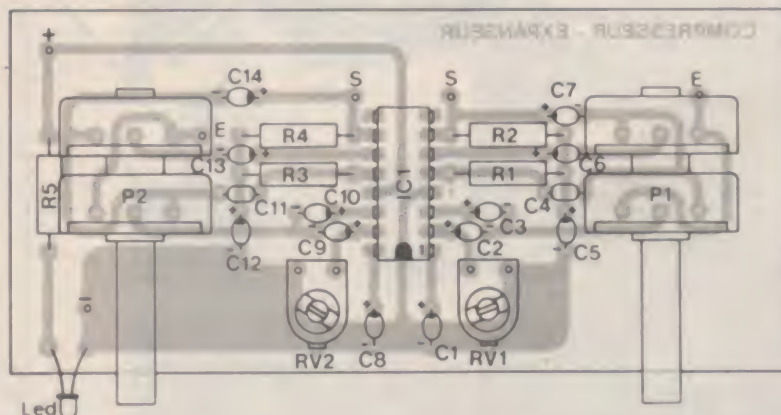 COMPRESSEUR - EXPANSEUR
+
C14
S
S
C7
E
E
R4
R2
C13
C6
R3
R1
R5
P2
IC1
P1
C11
C10
C4
C3
C12
C9
C2
C5
1
RV2
C8
C1
RV1
Led